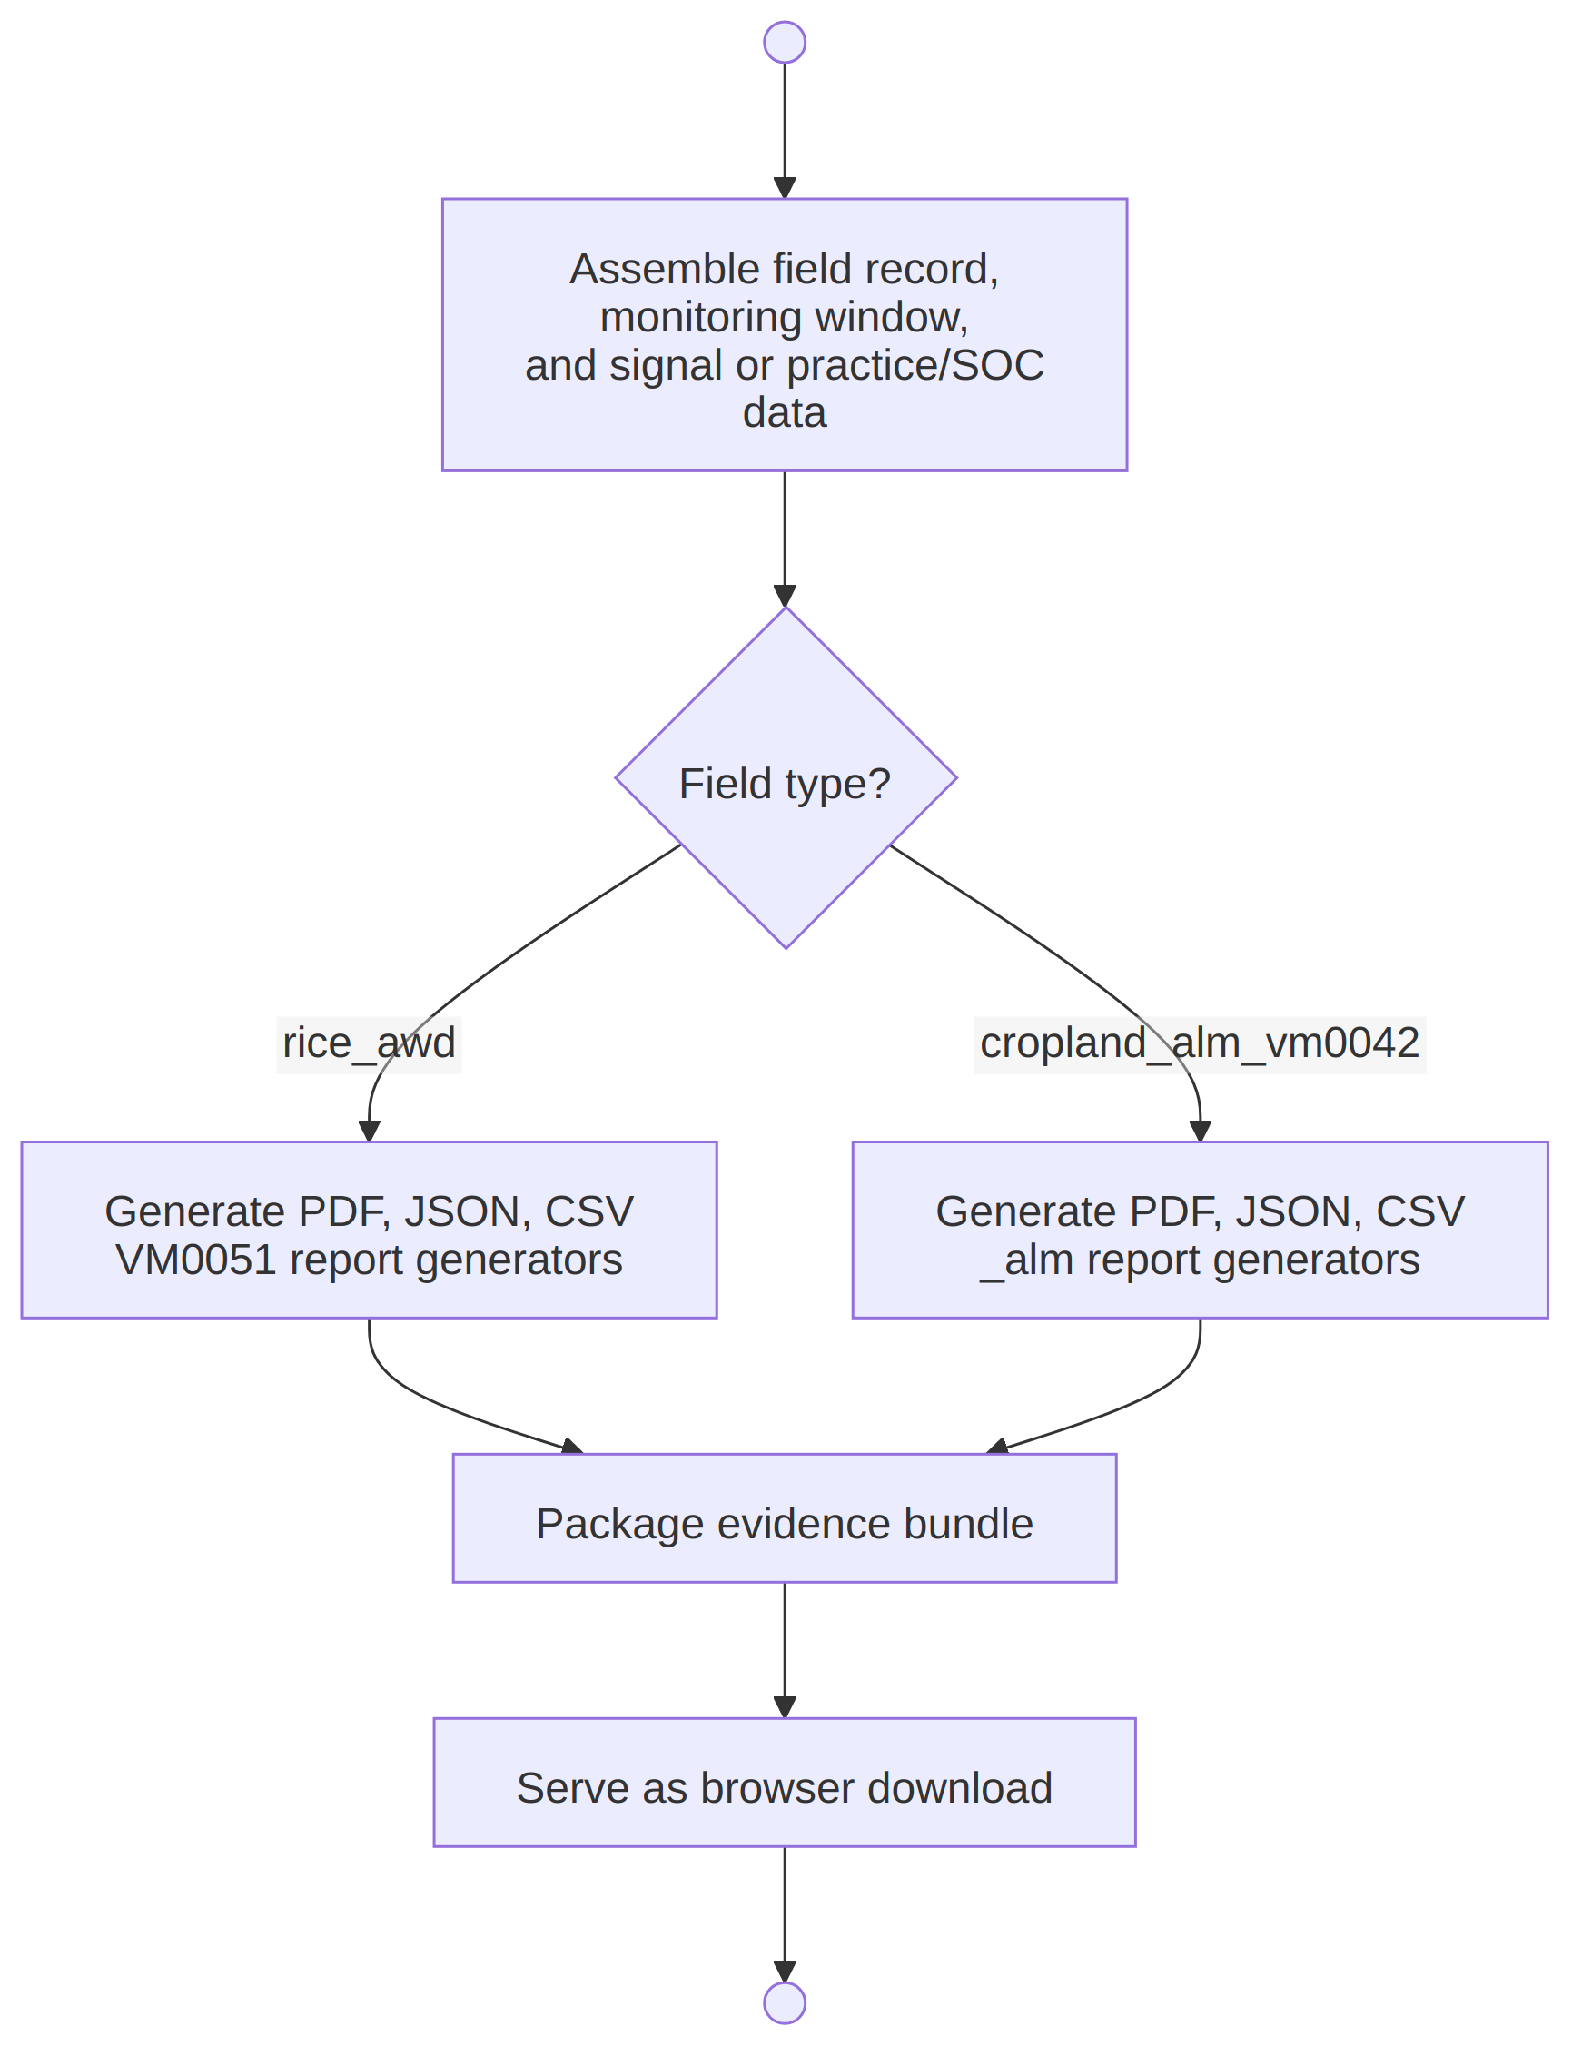 Assemble field record,
monitoring window,
and signal or practice/SOC
data
Field type?
rice_awd
cropland_alm_vm0042
Generate PDF, JSON, CSV
VM0051 report generators
Generate PDF, JSON, CSV
_alm report generators
Package evidence bundle
Serve as browser download